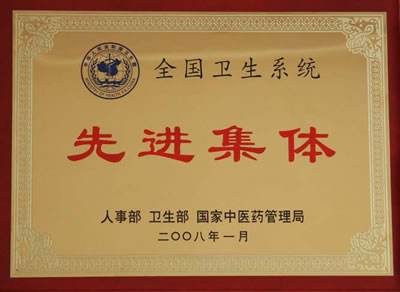 全国卫生系统
先进集体
人事部 卫生部 国家中医药管理局
二〇〇八年一月